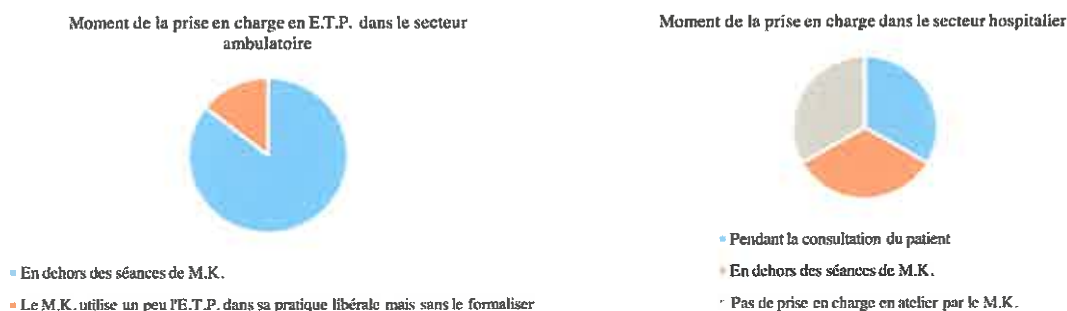 Moment de la prise en charge en E.T.P. dans le secteur
ambulatoire
En dehors des séances de M.K.
Le M.K. utilise un peu l'E.T.P. dans sa pratique libérale mais sans le formaliser
Moment de la prise en charge dans le secteur hospitalier
Pendant la consultation du patient
En dehors des séances de M.K.
Pas de prise en charge en atelier par le M.K.